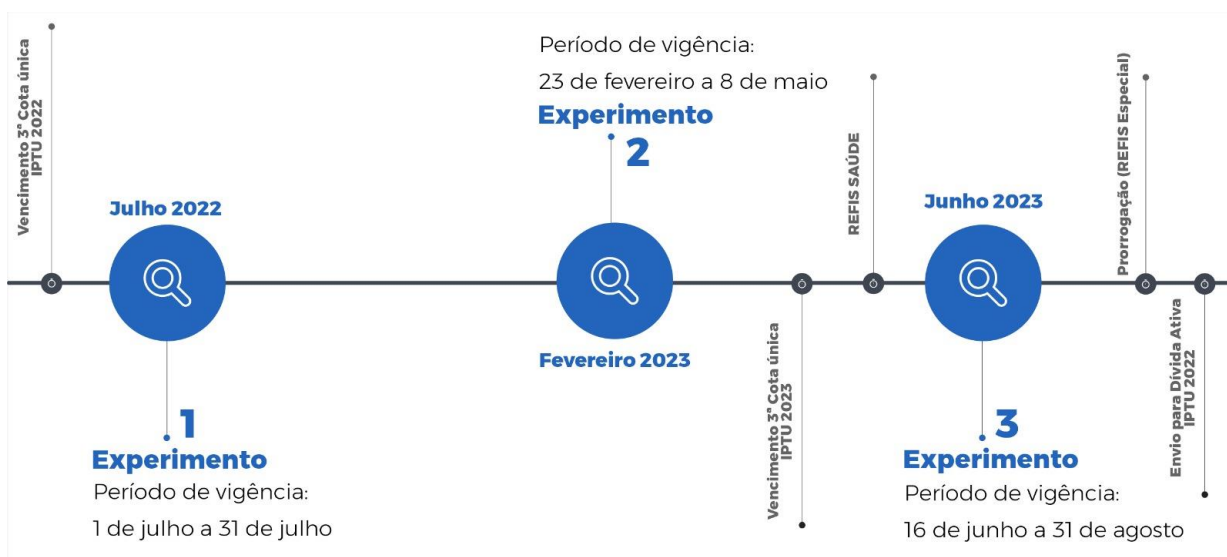 Vencimento 3ª Cota única
IPTU 2022
Julho 2022
1
Experimento
Período de vigência:
1 de julho a 31 de julho
Período de vigência:
23 de fevereiro a 8 de maio
Experimento
2
Fevereiro 2023
Vencimento 3ª Cota única
IPTU 2023
REFIS SAÚDE
Junho 2023
3
Experimento
Período de vigência:
16 de junho a 31 de agosto
Prorrogação (REFIS Especial)
Envio para Dívida Ativa
IPTU 2022